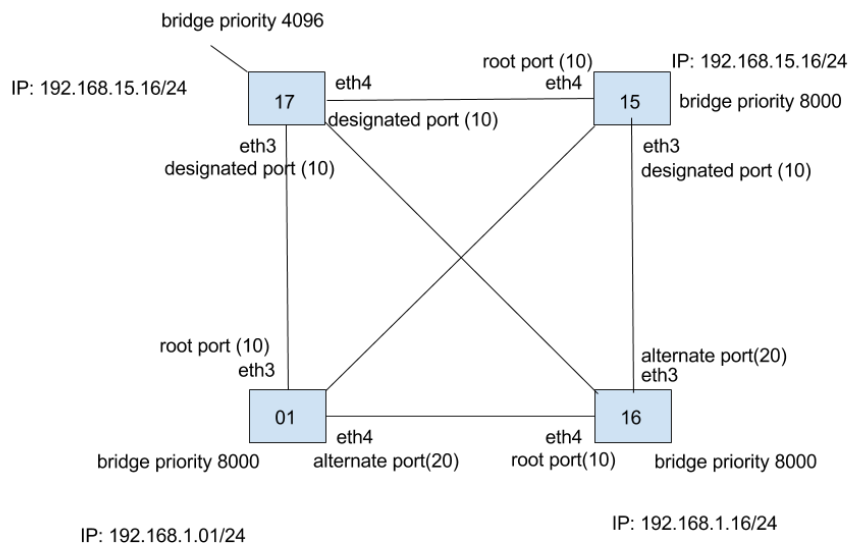 bridge priority 4096
root port (10)
IP: 192.168.15.16/24
IP: 192.168.15.16/24
eth4
eth4
17
15
bridge priority 8000
designated port (10)
eth3
designated port (10)
eth3
designated port (10)
root port (10)
eth3
alternate port(20)
eth3
01
16
eth4
eth4
bridge priority 8000
alternate port(20)
root port(10)
bridge priority 8000
IP: 192.168.1.16/24
IP: 192.168.1.01/24